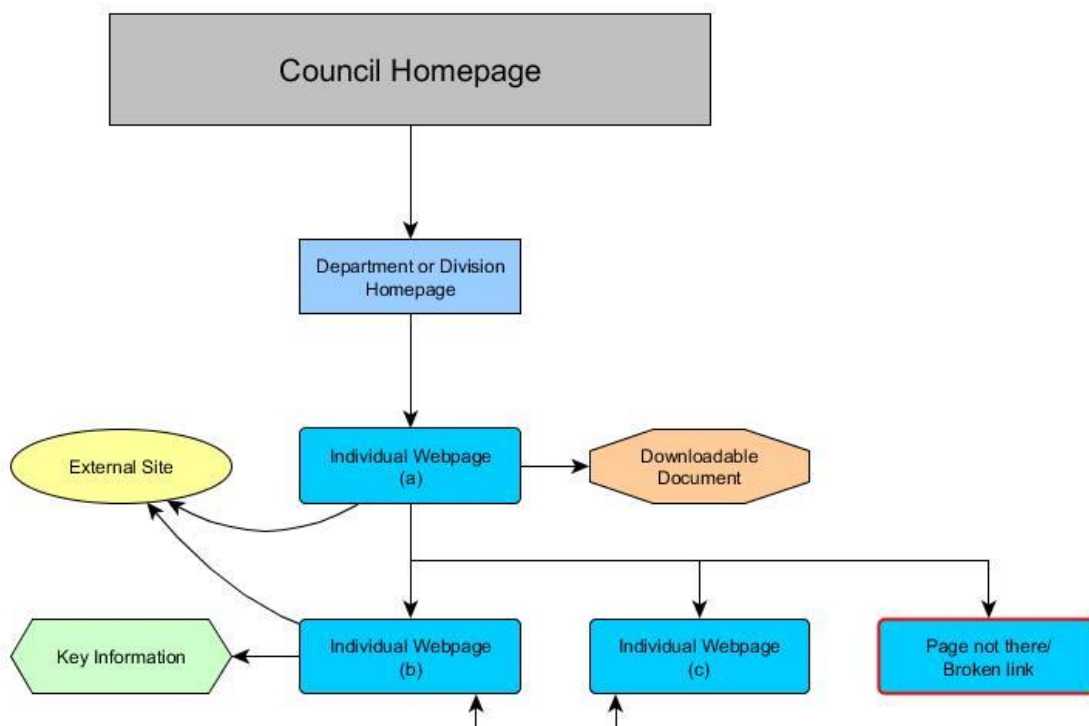 Council Homepage
Department or Division
Homepage
External Site
Individual Webpage
(a)
Downloadable
Document
Key Information
Individual Webpage
(b)
Individual Webpage
(c)
Page not there/
Broken link